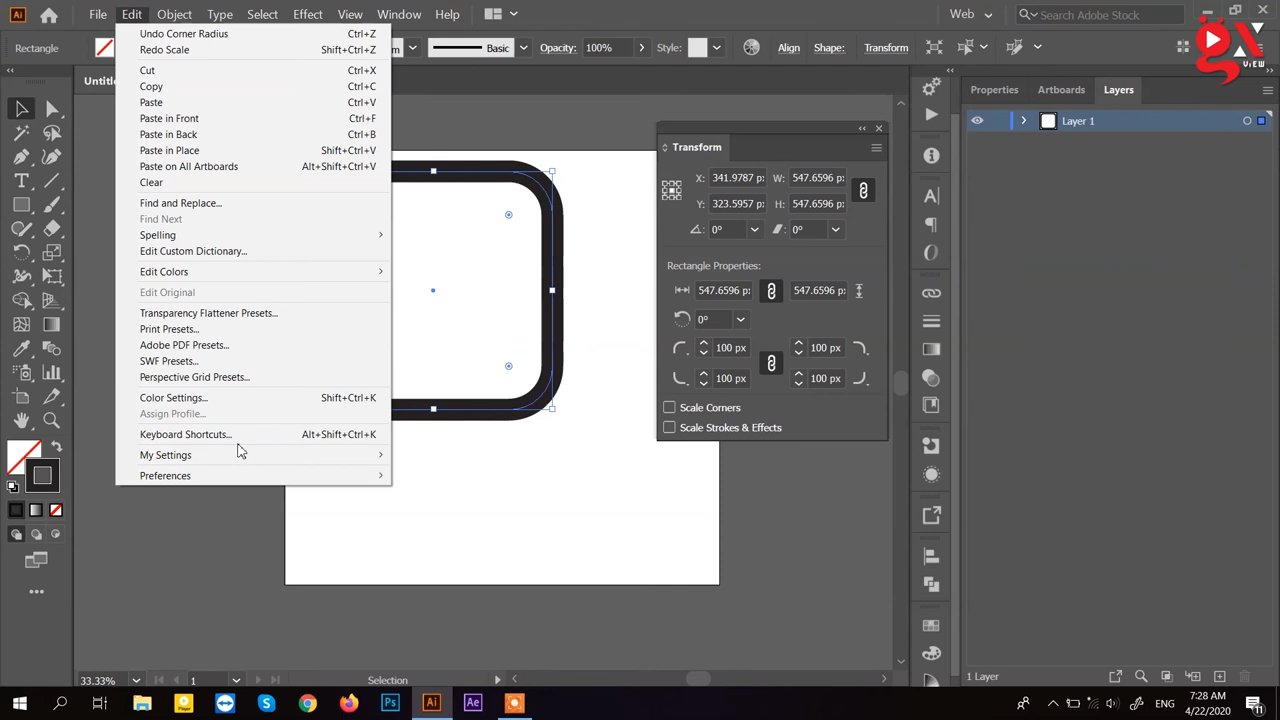 Ai File Edit Object Type Select Effect View Window Help Web Search Adobe Stock
Rectangle Basic Opacity: 100% Style: Align Shape: Transform
VIEW
Undo Corner Radius Ctrl+Z
Redo Scale Shift+Ctrl+Z
Cut Ctrl+X
Copy Ctrl+C
Paste Ctrl+V
Paste in Front Ctrl+F
Paste in Back Ctrl+B
Paste in Place Shift+Ctrl+V
Paste on All Artboards Alt+Shift+Ctrl+V
Clear
Find and Replace...
Find Next
Spelling
Edit Custom Dictionary...
Edit Colors
Edit Original
Transparency Flattener Presets...
Print Presets...
Adobe PDF Presets...
SWF Presets...
Perspective Grid Presets...
Color Settings... Shift+Ctrl+K
Assign Profile...
Keyboard Shortcuts... Alt+Shift+Ctrl+K
My Settings
Preferences
Transform
X: 341.9787 p: W: 547.6596 p:
Y: 323.5957 p: H: 547.6596 p:
0° 0°
Rectangle Properties:
547.6596 p: 547.6596 p:
0°
100 px 100 px
100 px 100 px
Scale Corners
Scale Strokes & Effects
Properties Artboards Layers
Layer 1
1 Layer
33.33% 1 Selection
Player Ps Ai Ae
ENG
7:28 AM
4/22/2020
11